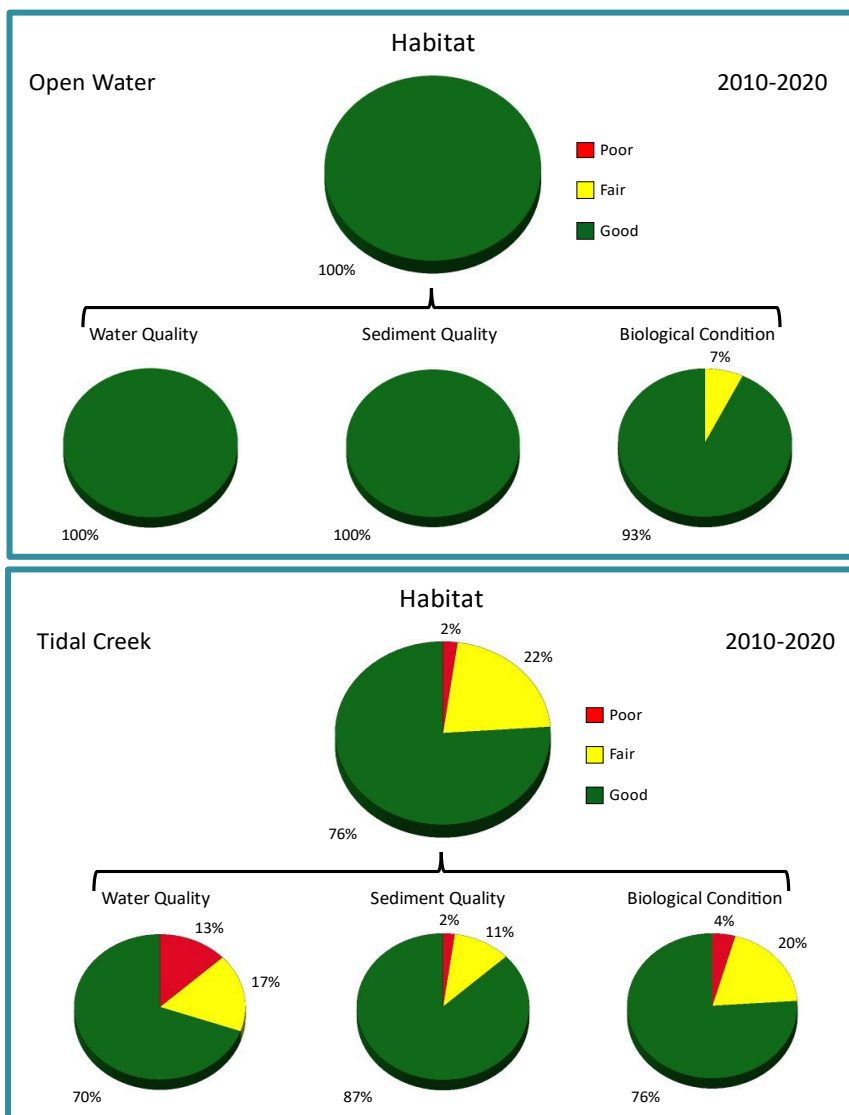 Habitat
Open Water
2010-2020
Poor
Fair
Good
100%
Water Quality
Sediment Quality
Biological Condition
7%
100%
100%
93%
Habitat
Tidal Creek
2010-2020
2%
22%
Poor
Fair
Good
76%
Water Quality
Sediment Quality
Biological Condition
13%
17%
2%
11%
4%
20%
70%
87%
76%